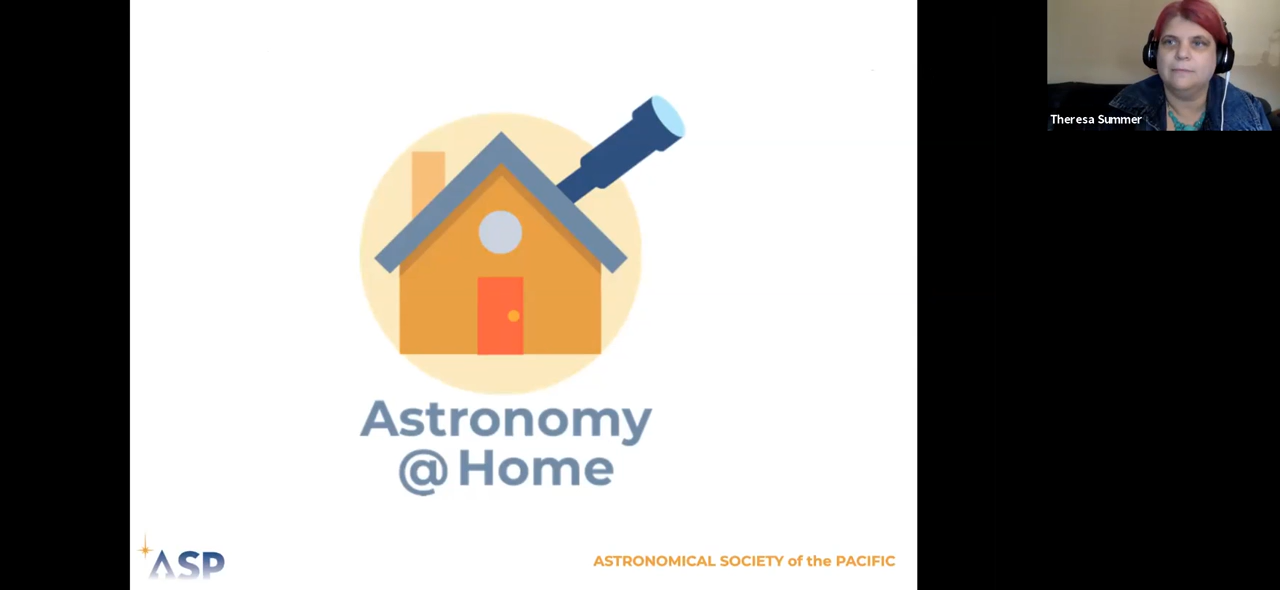 Theresa Summer
Astronomy
@ Home
ASP
ASTRONOMICAL SOCIETY of the PACIFIC